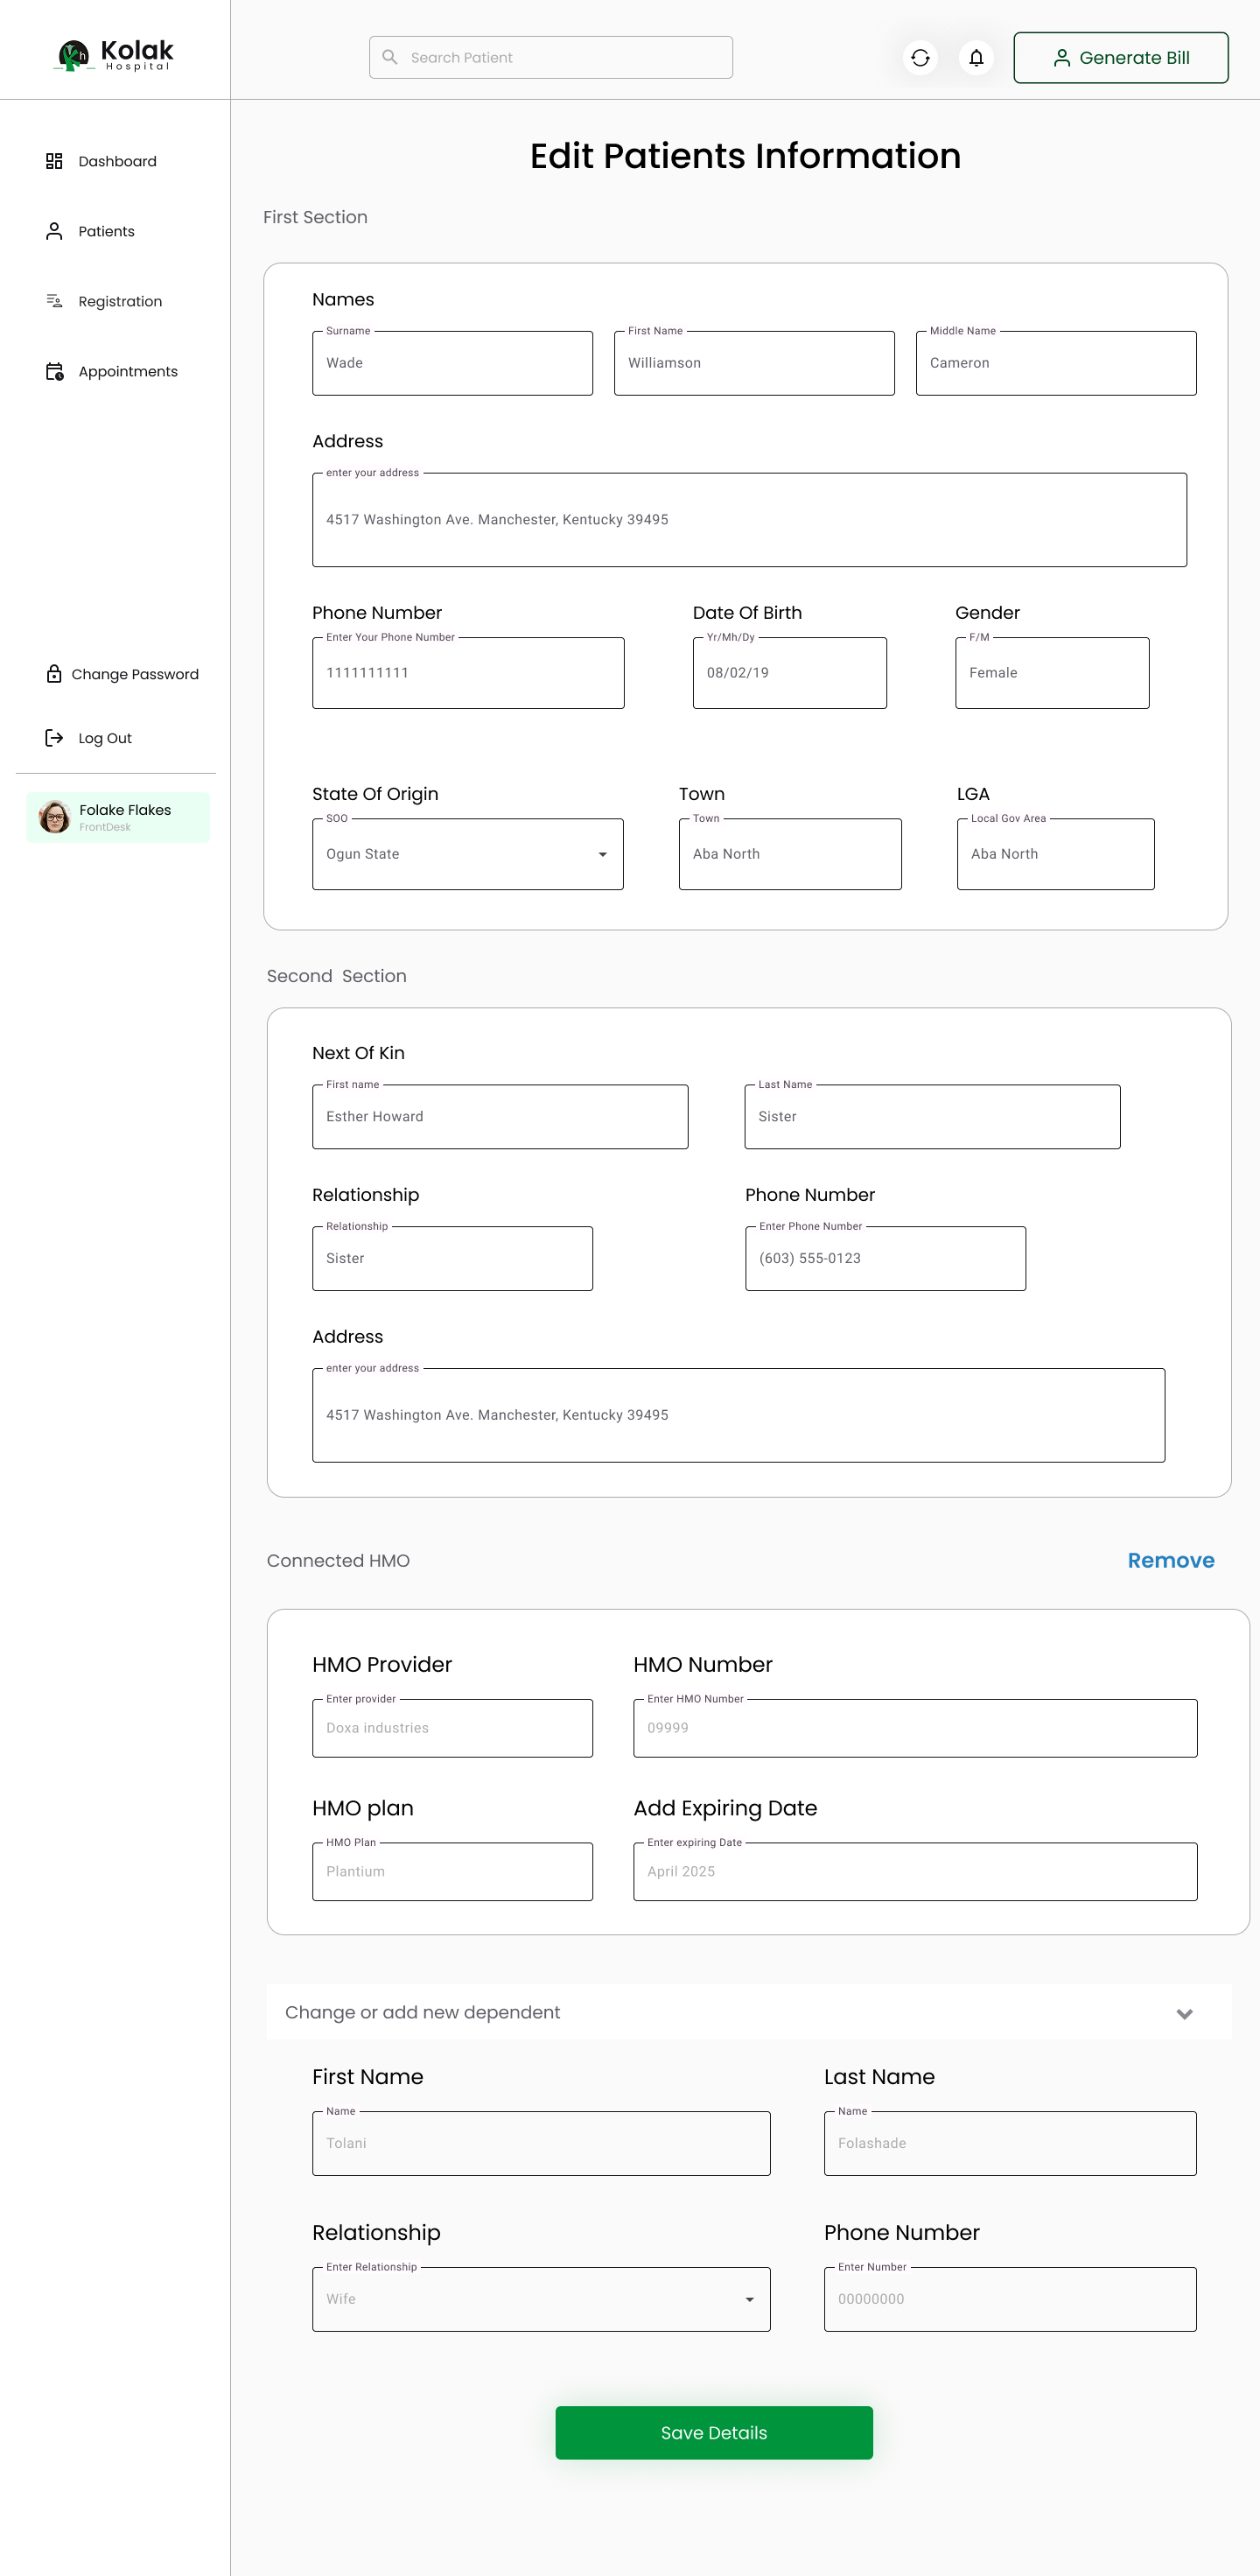 Kolak
Hospital
Search Patient
Generate Bill
Dashboard
Patients
Registration
Appointments
Change Password
Log Out
Folake Flakes
FrontDesk
Edit Patients Information
First Section
Names
Surname First Name Middle Name
Wade Williamson Cameron
Address
enter your address
4517 Washington Ave. Manchester, Kentucky 39495
Phone Number Date Of Birth Gender
Enter Your Phone Number Yr/Mh/Dy F/M
1111111111 08/02/19 Female
State Of Origin Town LGA
SOO Town Local Gov Area
Ogun State Aba North Aba North
Second Section
Next Of Kin
First name Last Name
Esther Howard Sister
Relationship Phone Number
Relationship Enter Phone Number
Sister (603) 555-0123
Address
enter your address
4517 Washington Ave. Manchester, Kentucky 39495
Connected HMO Remove
HMO Provider HMO Number
Enter provider Enter HMO Number
Doxa industries 09999
HMO plan Add Expiring Date
HMO Plan Enter expiring Date
Plantium April 2025
Change or add new dependent
First Name Last Name
Name Name
Tolani Folashade
Relationship Phone Number
Enter Relationship Enter Number
Wife 00000000
Save Details